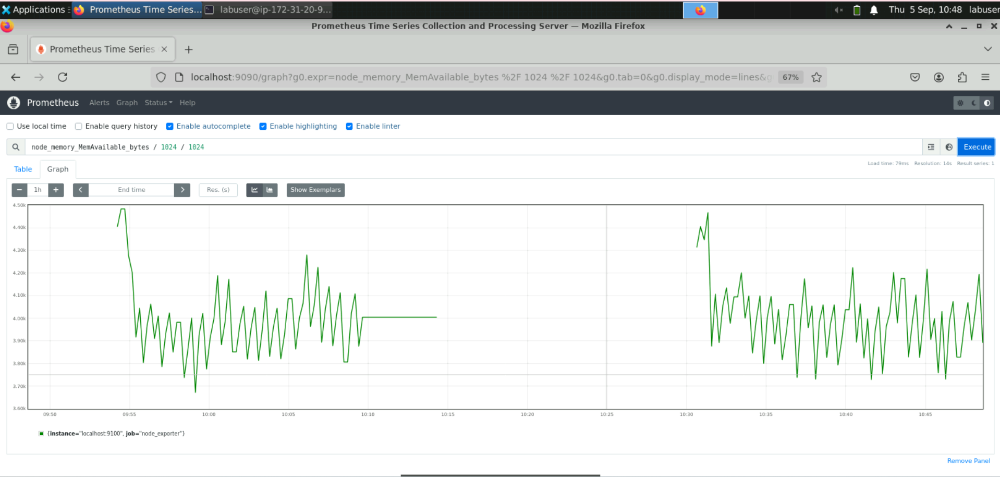 Applications Prometheus Time Series... labuser@ip-172-31-20-9... Thu 5 Sep, 10:48 labuser
Prometheus Time Series Collection and Processing Server — Mozilla Firefox
Prometheus Time Series
localhost:9090/graph?g0.expr=node_memory_MemAvailable_bytes %2F 1024 %2F 1024&g0.tab=0&g0.display_mode=lines&g 67%
Prometheus Alerts Graph Status Help
Use local time Enable query history Enable autocomplete Enable highlighting Enable linter
node_memory_MemAvailable_bytes / 1024 / 1024 Execute
Load time: 79ms Resolution: 14s Result series: 1
Table Graph
− 1h + End time Res. (s) Show Exemplars
4.50k
4.40k
4.30k
4.20k
4.10k
4.00k
3.90k
3.80k
3.70k
3.60k
09:50 09:55 10:00 10:05 10:10 10:15 10:20 10:25 10:30 10:35 10:40 10:45
{instance="localhost:9100", job="node_exporter"}
Remove Panel